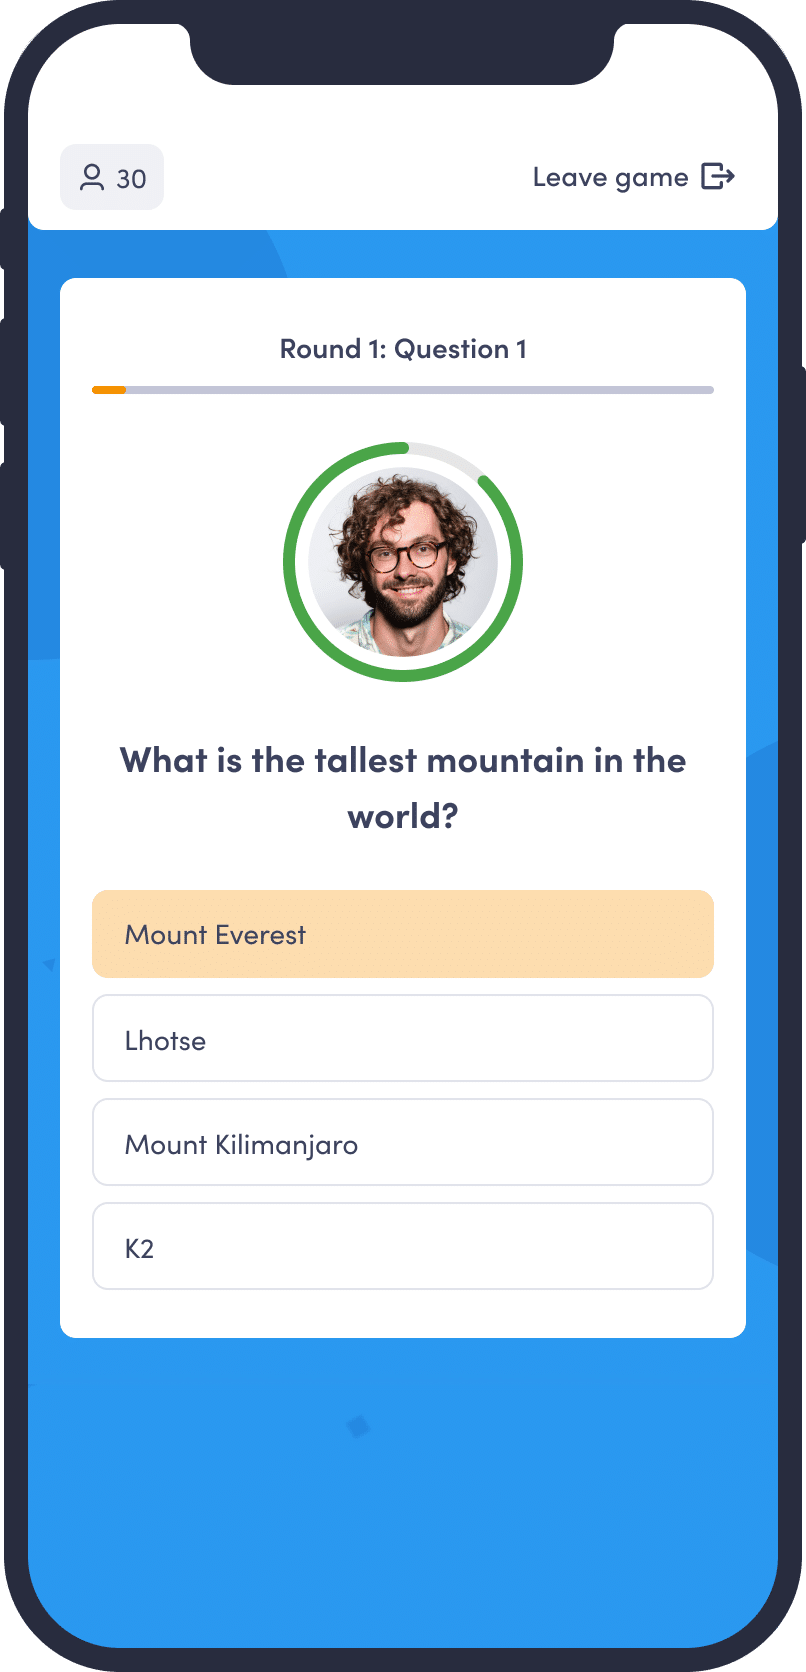 30
Leave game
Round 1: Question 1
What is the tallest mountain in the
world?
Mount Everest
Lhotse
Mount Kilimanjaro
K2